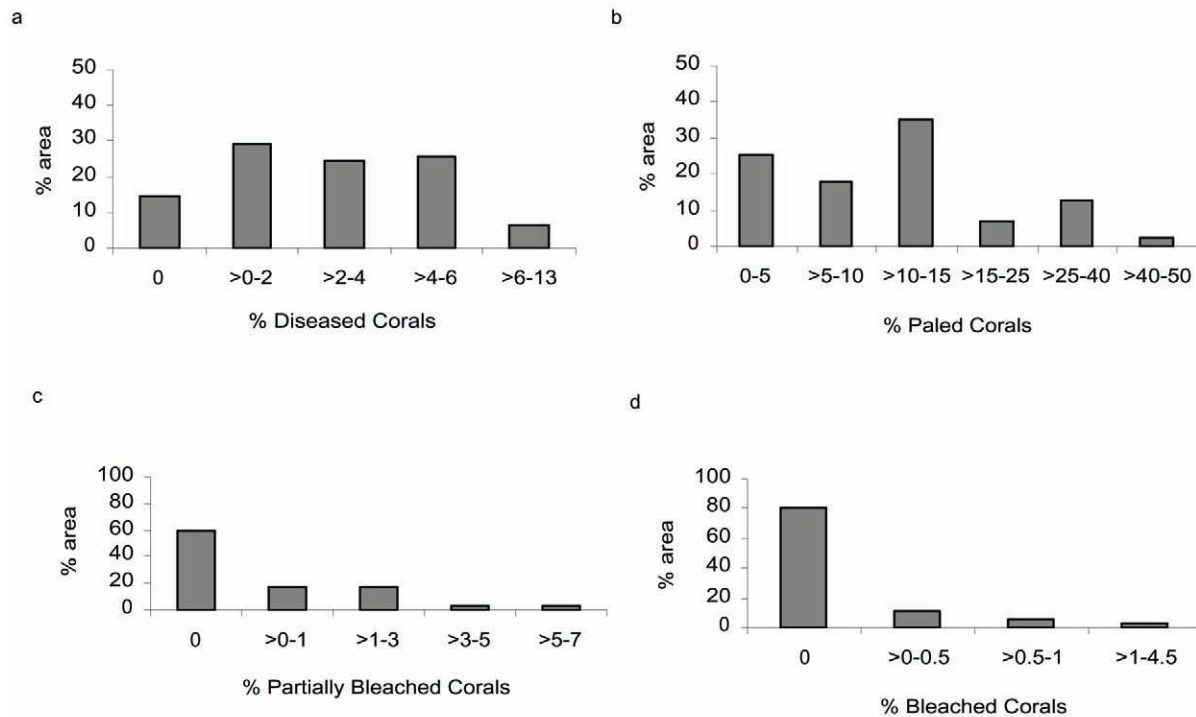 a
50
40
30
20
10
0
% area
0 >0-2 >2-4 >4-6 >6-13
% Diseased Corals
b
50
40
30
20
10
0
% area
0-5 >5-10 >10-15 >15-25 >25-40 >40-50
% Paled Corals
c
100
80
60
40
20
0
% area
0 >0-1 >1-3 >3-5 >5-7
% Partially Bleached Corals
d
100
80
60
40
20
0
% area
0 >0-0.5 >0.5-1 >1-4.5
% Bleached Corals